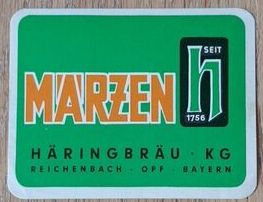 SEIT
MÄRZEN h
1756
HÄRINGBRÄU · KG
REICHENBACH · OPF · BAYERN